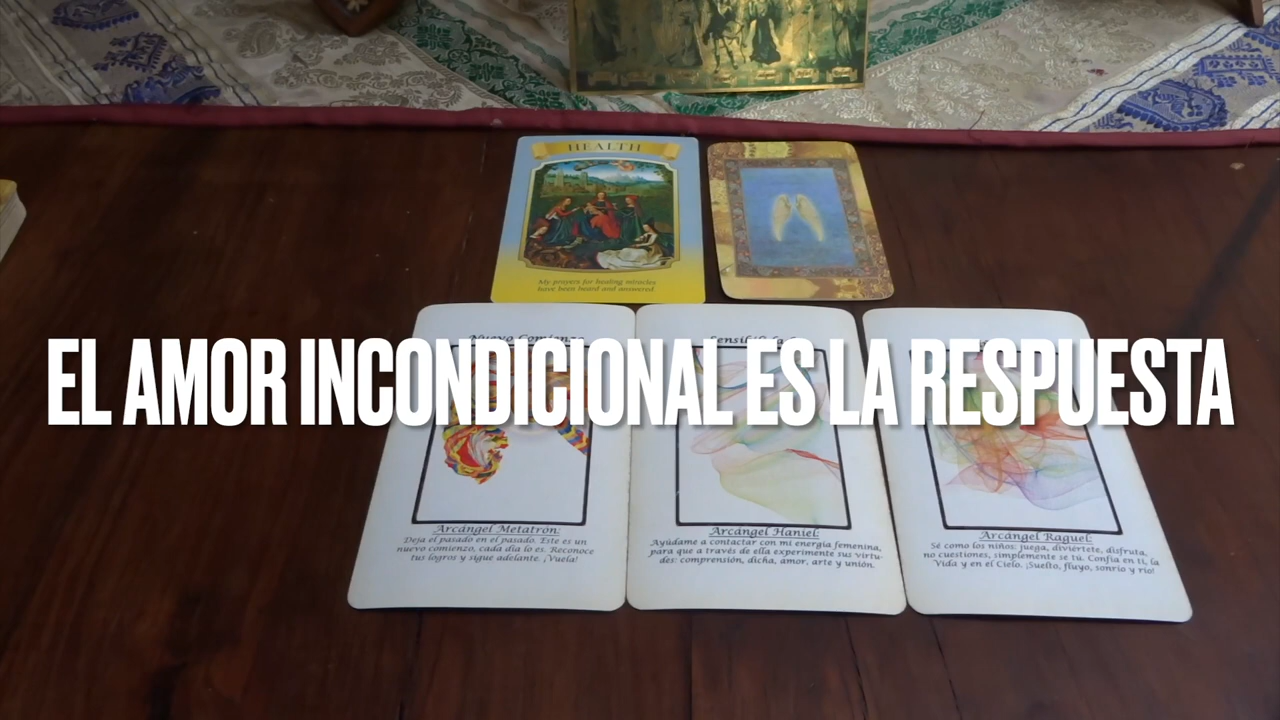 HEALTH
My prayers for healing miracles
have been heard and answered
Nuevo Comienzo
EL AMOR INCONDICIONAL ES LA RESPUESTA
Arcángel Metatrón:
Deja el pasado en el pasado. Este es un
nuevo comienzo, cada día lo es. Reconoce
tus logros y sigue adelante. ¡Vuela!
Arcángel Haniel:
Ayúdame a contactar con mi energía femenina,
para que a través de ella experimente sus virtu-
des: comprensión, dicha, amor, arte y unión.
Arcángel Raguel:
Sé como los niños: juega, diviértete, disfruta,
no cuestiones, simplemente se tú. Confía en ti, la
Vida y en el Cielo. ¡Suelto, fluyo, sonrío y río!